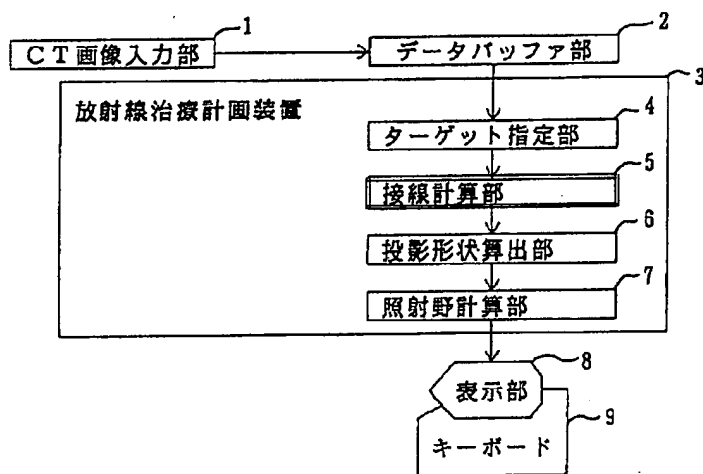 1
ＣＴ画像入力部
2
データバッファ部
3
放射線治療計画装置
4
ターゲット指定部
5
接線計算部
6
投影形状算出部
7
照射野計算部
8
表示部
9
キーボード